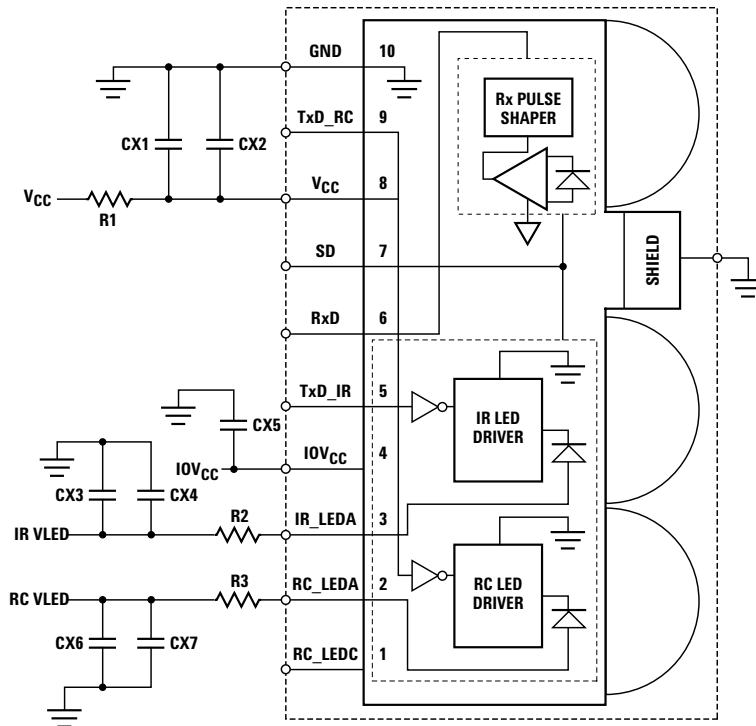 GND 10
TxD_RC 9
CX1 CX2
Rx PULSE
SHAPER
VCC R1 VCC 8
SD 7
SHIELD
RxD 6
TxD_IR 5
CX5
IR LED
DRIVER
IOVCC IOVCC 4
CX3 CX4
IR VLED R2 IR_LEDA 3
RC VLED R3 RC_LEDA 2
RC LED
DRIVER
CX6 CX7
RC_LEDC 1